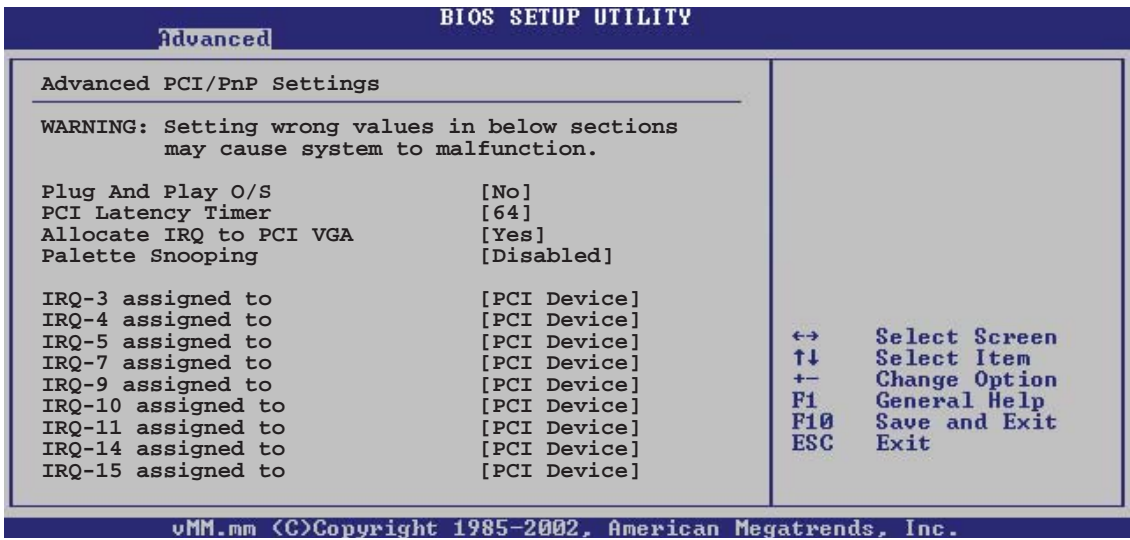 BIOS SETUP UTILITY
Advanced
Advanced PCI/PnP Settings
WARNING: Setting wrong values in below sections
may cause system to malfunction.
Plug And Play O/S [No]
PCI Latency Timer [64]
Allocate IRQ to PCI VGA [Yes]
Palette Snooping [Disabled]
IRQ-3 assigned to [PCI Device]
IRQ-4 assigned to [PCI Device]
IRQ-5 assigned to [PCI Device]
IRQ-7 assigned to [PCI Device]
IRQ-9 assigned to [PCI Device]
IRQ-10 assigned to [PCI Device]
IRQ-11 assigned to [PCI Device]
IRQ-14 assigned to [PCI Device]
IRQ-15 assigned to [PCI Device]
←→ Select Screen
↑↓ Select Item
+- Change Option
F1 General Help
F10 Save and Exit
ESC Exit
vMM.mm (C)Copyright 1985-2002, American Megatrends, Inc.